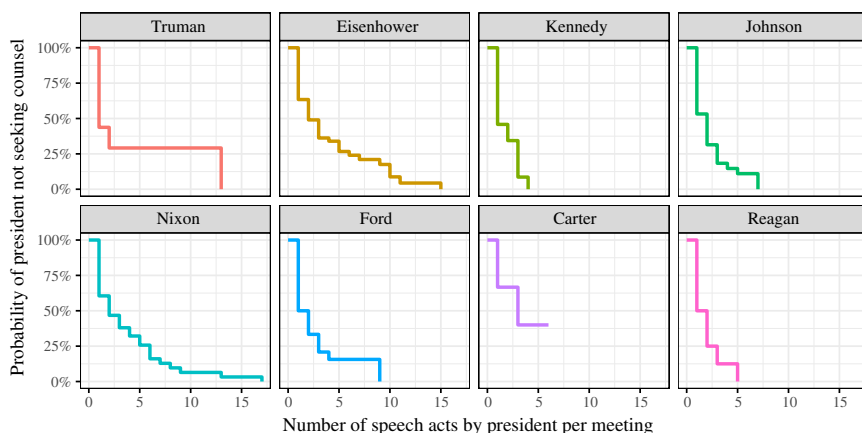 Truman Eisenhower Kennedy Johnson
100%
75%
50%
25%
0%
Nixon Ford Carter Reagan
100%
75%
50%
25%
0%
0 5 10 15 0 5 10 15 0 5 10 15 0 5 10 15
Number of speech acts by president per meeting
Probability of president not seeking counsel